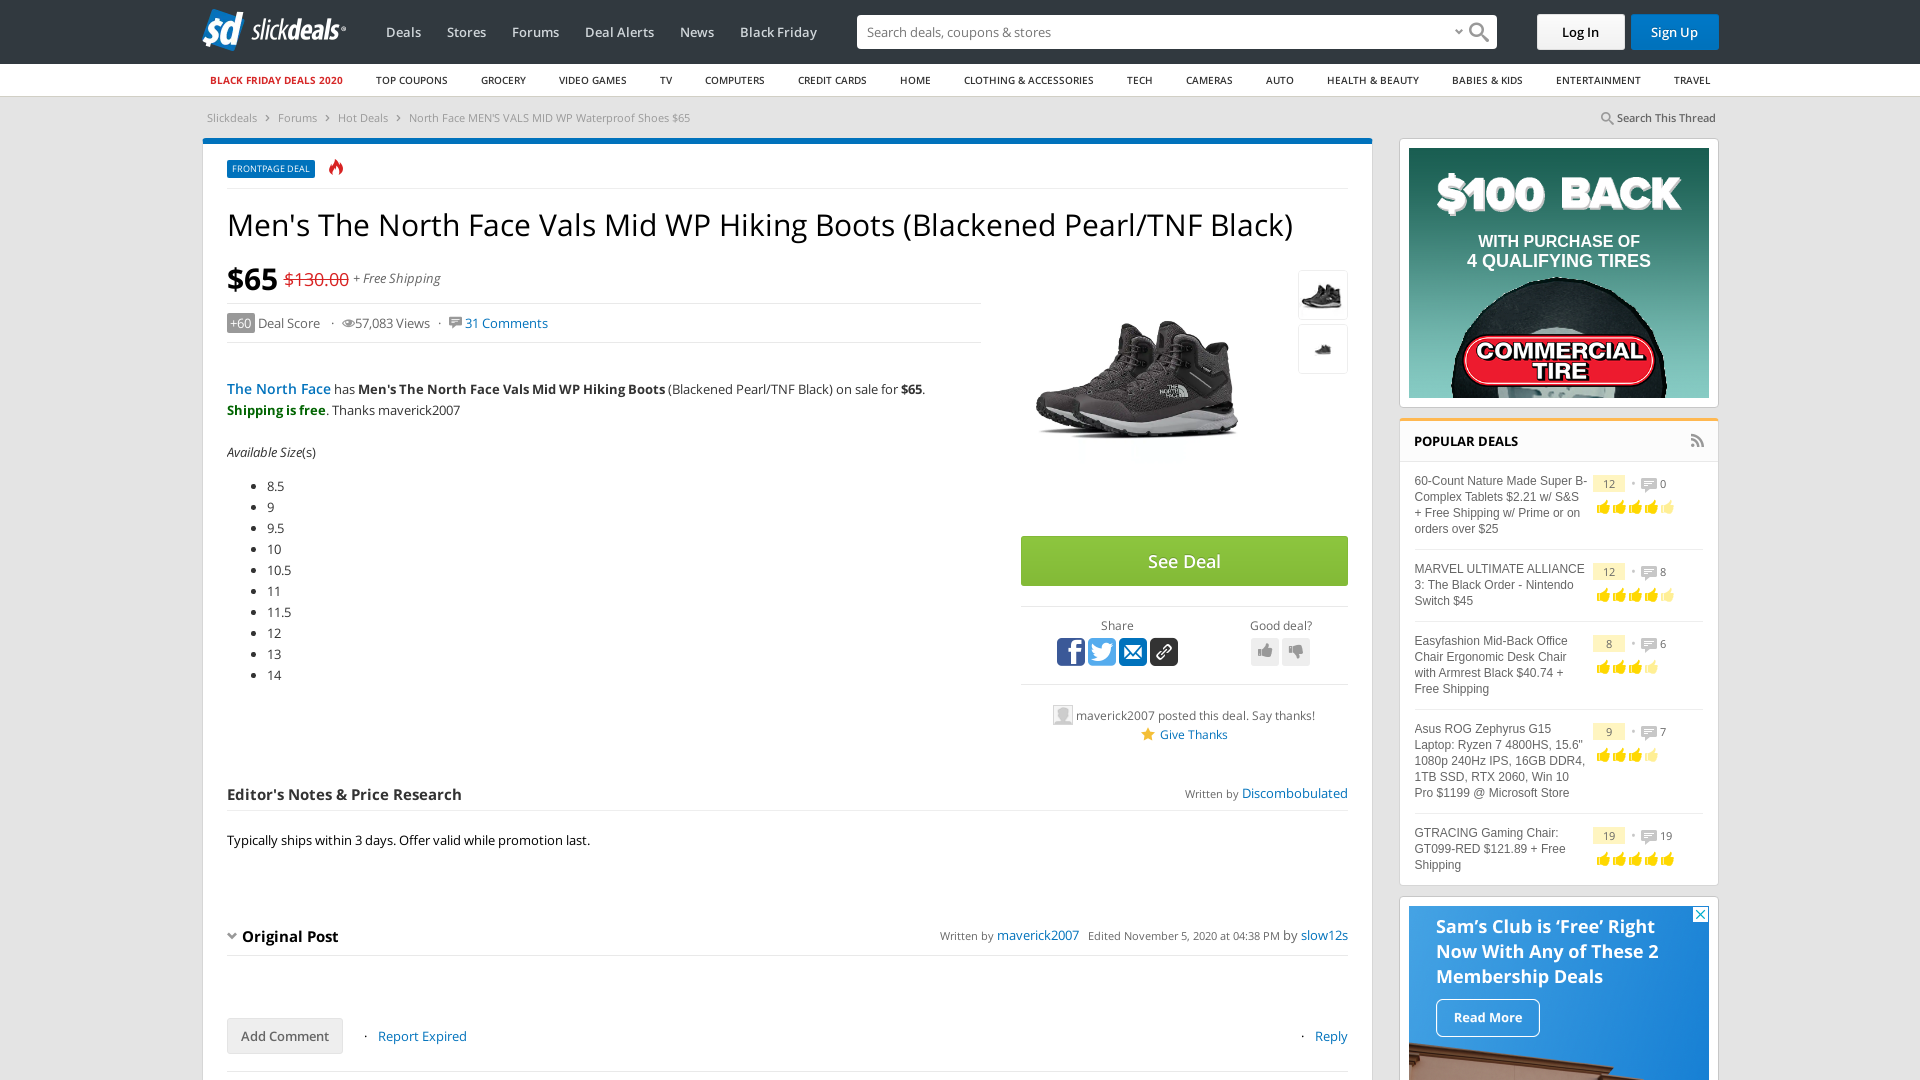 slickdeals
Deals
Stores
Forums
Deal Alerts
News
Black Friday
Search deals, coupons & stores
Log In
Sign Up
BLACK FRIDAY DEALS 2020
TOP COUPONS
GROCERY
VIDEO GAMES
TV
COMPUTERS
CREDIT CARDS
HOME
CLOTHING & ACCESSORIES
TECH
CAMERAS
AUTO
HEALTH & BEAUTY
BABIES & KIDS
ENTERTAINMENT
TRAVEL
Slickdeals › Forums › Hot Deals › North Face MEN'S VALS MID WP Waterproof Shoes $65
Search This Thread
FRONTPAGE DEAL
Men's The North Face Vals Mid WP Hiking Boots (Blackened Pearl/TNF Black)
$65 $130.00 + Free Shipping
+60 Deal Score · 57,083 Views · 31 Comments
The North Face has Men's The North Face Vals Mid WP Hiking Boots (Blackened Pearl/TNF Black) on sale for $65.
Shipping is free. Thanks maverick2007
Available Size(s)
• 8.5
• 9
• 9.5
• 10
• 10.5
• 11
• 11.5
• 12
• 13
• 14
THE
NORTH
FACE
See Deal
Share
Good deal?
maverick2007 posted this deal. Say thanks!
Give Thanks
Editor's Notes & Price Research
Written by Discombobulated
Typically ships within 3 days. Offer valid while promotion last.
Original Post
Written by maverick2007 Edited November 5, 2020 at 04:38 PM by slow12s
Add Comment
· Report Expired
· Reply
$100 BACK
WITH PURCHASE OF
4 QUALIFYING TIRES
COMMERCIAL
TIRE
POPULAR DEALS
60-Count Nature Made Super B-
Complex Tablets $2.21 w/ S&S
+ Free Shipping w/ Prime or on
orders over $25
12 • 0
MARVEL ULTIMATE ALLIANCE
3: The Black Order - Nintendo
Switch $45
12 • 8
Easyfashion Mid-Back Office
Chair Ergonomic Desk Chair
with Armrest Black $40.74 +
Free Shipping
8 • 6
Asus ROG Zephyrus G15
Laptop: Ryzen 7 4800HS, 15.6"
1080p 240Hz IPS, 16GB DDR4,
1TB SSD, RTX 2060, Win 10
Pro $1199 @ Microsoft Store
9 • 7
GTRACING Gaming Chair:
GT099-RED $121.89 + Free
Shipping
19 • 19
Sam's Club is ‘Free’ Right
Now With Any of These 2
Membership Deals
Read More